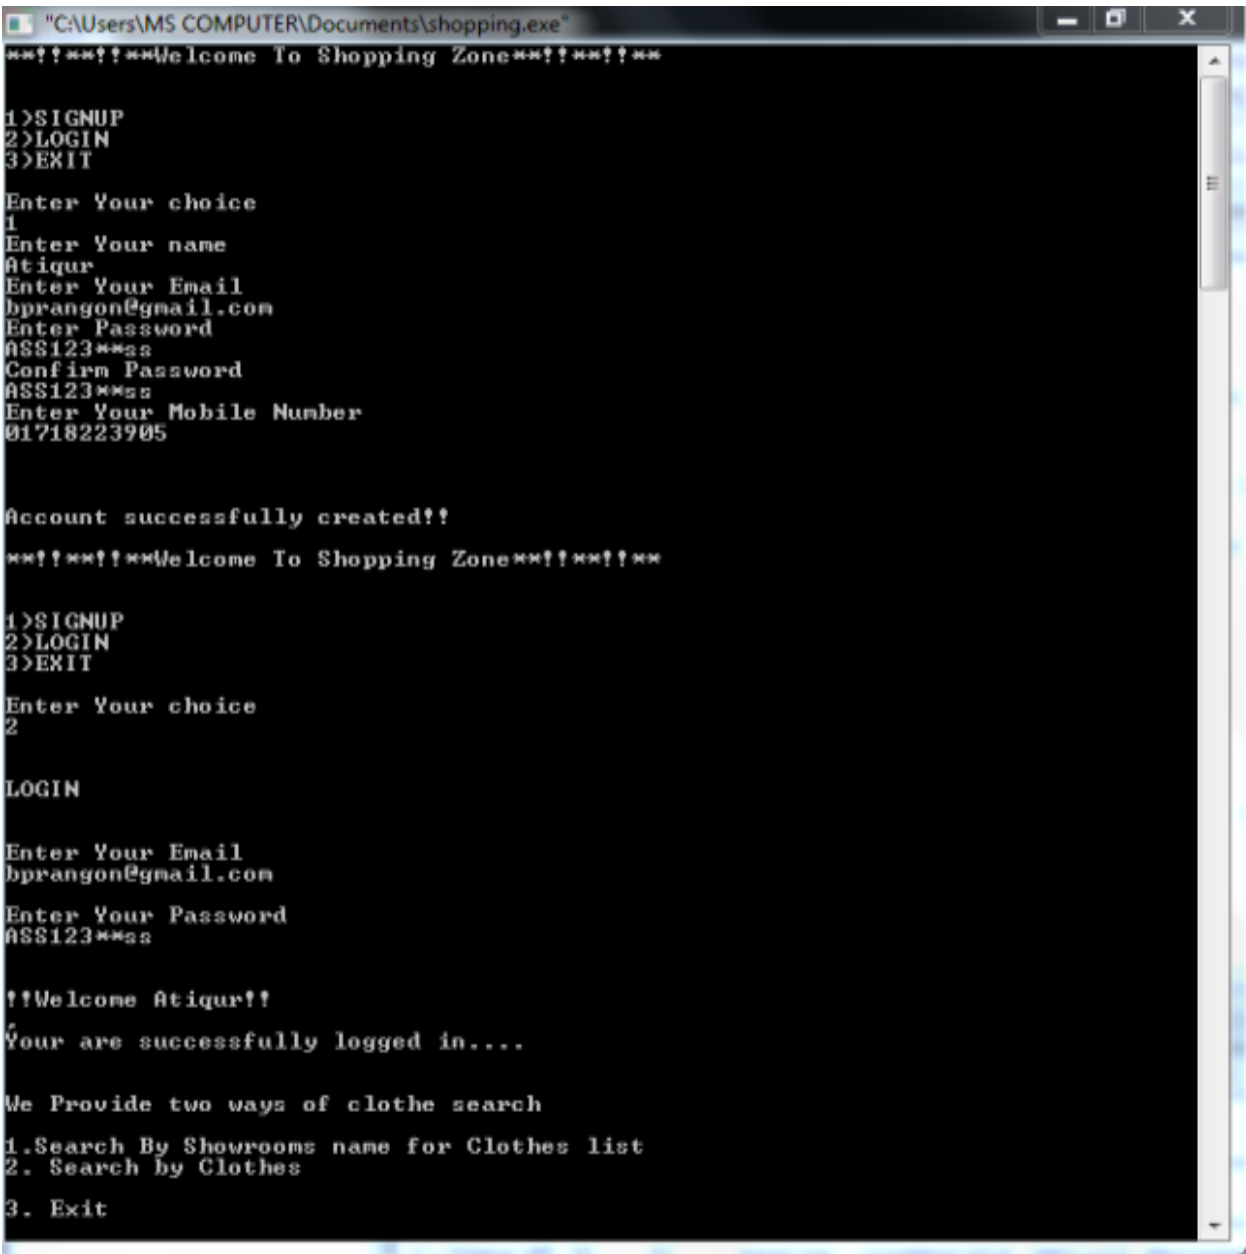 "C:\Users\MS COMPUTER\Documents\shopping.exe"
**!!**!!**Welcome To Shopping Zone**!!**!!**
1>SIGNUP
2>LOGIN
3>EXIT
Enter Your choice
1
Enter Your name
Atiqur
Enter Your Email
bprangon@gmail.com
Enter Password
ASS123**ss
Confirm Password
ASS123**ss
Enter Your Mobile Number
01718223905
Account successfully created!!
**!!**!!**Welcome To Shopping Zone**!!**!!**
1>SIGNUP
2>LOGIN
3>EXIT
Enter Your choice
2
LOGIN
Enter Your Email
bprangon@gmail.com
Enter Your Password
ASS123**ss
!!Welcome Atiqur!!
Your are successfully logged in....
We Provide two ways of clothe search
1.Search By Showrooms name for Clothes list
2. Search by Clothes
3. Exit